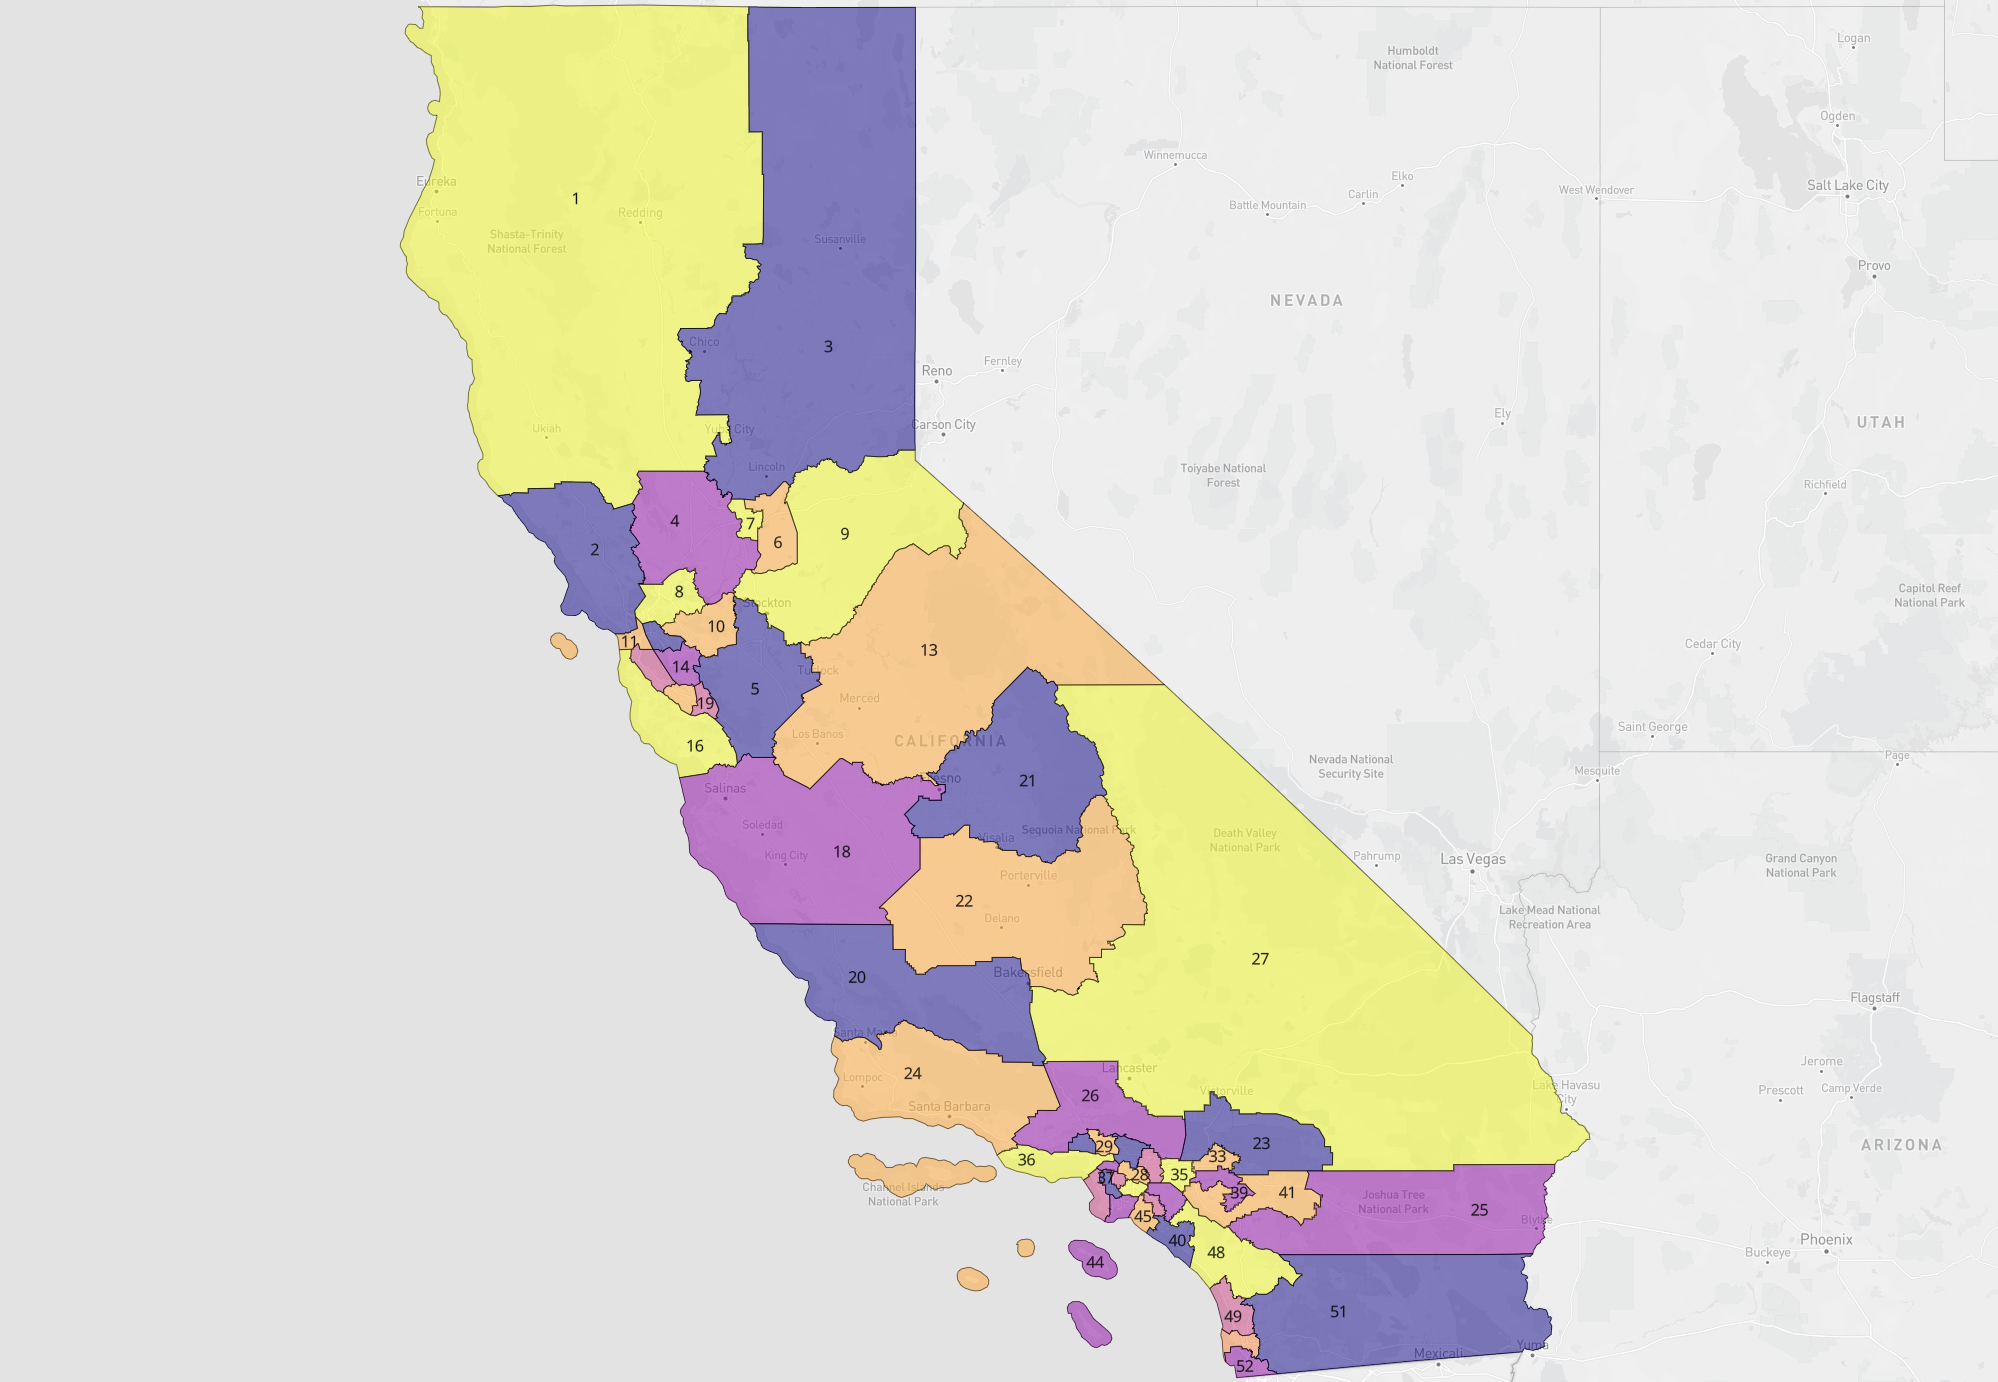 Humboldt
National Forest
Logan
Ogden
Winnemucca
Elko
Carlin
West Wendover
Salt Lake City
Battle Mountain
Eureka
1
Fortuna
Redding
Shasta-Trinity
National Forest
Susanville
Provo
NEVADA
Chico
3
Fernley
Reno
Ely
Ukiah
Yuba City
Carson City
UTAH
Lincoln
Toiyabe National
Forest
Richfield
4
7
9
6
2
8
Stockton
Capitol Reef
National Park
10
11
13
Cedar City
14
Turlock
5
Merced
19
Saint George
Los Banos
CALIFORNIA
16
Page
Nevada National
Security Site
Mesquite
Salinas
Fresno
21
Soledad
Visalia
Sequoia National Park
Death Valley
National Park
King City
18
Pahrump
Las Vegas
Grand Canyon
National Park
Porterville
22
Delano
Lake Mead National
Recreation Area
27
Bakersfield
20
Flagstaff
Santa Maria
Jerome
Lompoc
24
Lancaster
Victorville
Lake Havasu
City
Prescott
Camp Verde
26
Santa Barbara
ARIZONA
29
23
36
33
Channel Islands
National Park
37
28
35
39
41
Joshua Tree
National Park
25
45
Blythe
40
48
Phoenix
Buckeye
44
49
51
Yuma
Mexicali
52